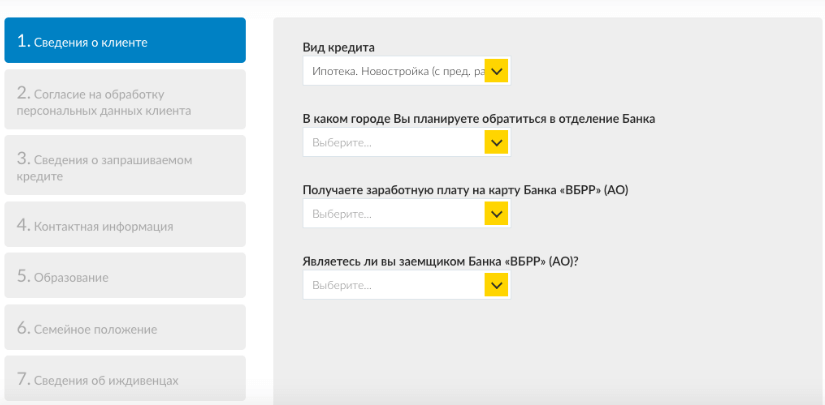 1. Сведения о клиенте
2. Согласие на обработку
персональных данных клиента
3. Сведения о запрашиваемом
кредите
4. Контактная информация
5. Образование
6. Семейное положение
7. Сведения об иждивенцах
Вид кредита
Ипотека. Новостройка (с пред. ра
В каком городе Вы планируете обратиться в отделение Банка
Выберите...
Получаете заработную плату на карту Банка «ВБРР» (АО)
Выберите...
Являетесь ли вы заемщиком Банка «ВБРР» (АО)?
Выберите...